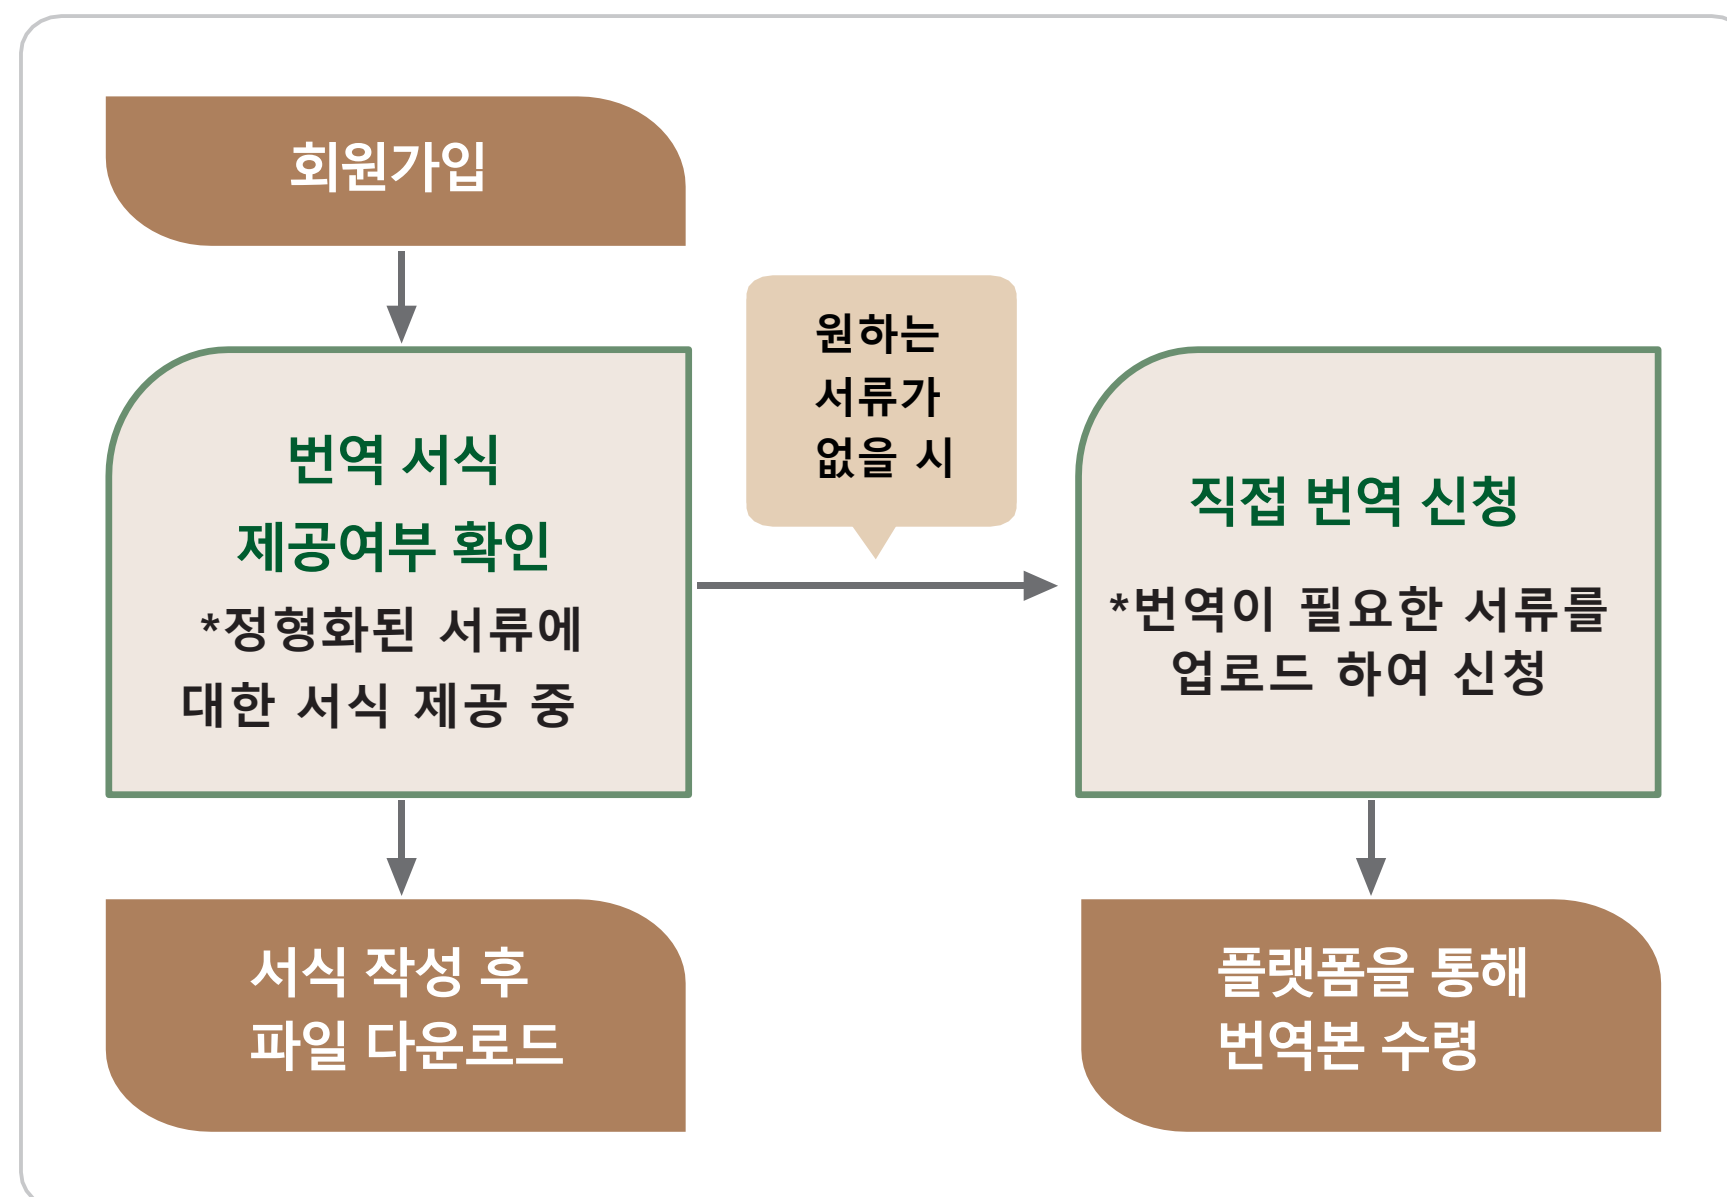 회원가입
번역 서식
제공여부 확인
*정형화된 서류에
대한 서식 제공 중
원하는
서류가
없을 시
직접 번역 신청
*번역이 필요한 서류를
업로드 하여 신청
서식 작성 후
파일 다운로드
플랫폼을 통해
번역본 수령